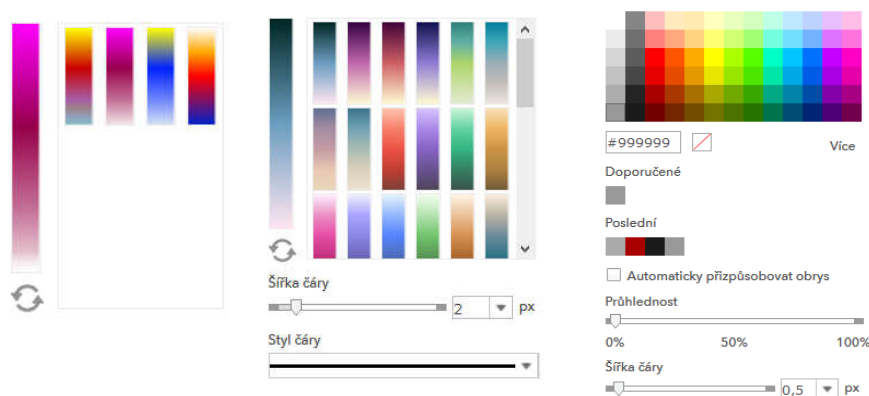 Šířka čáry
2 px
Styl čáry
#999999 Více
Doporučené
Poslední
Automaticky přizpůsobovat obrys
Průhlednost
0% 50% 100%
Šířka čáry
0,5 px